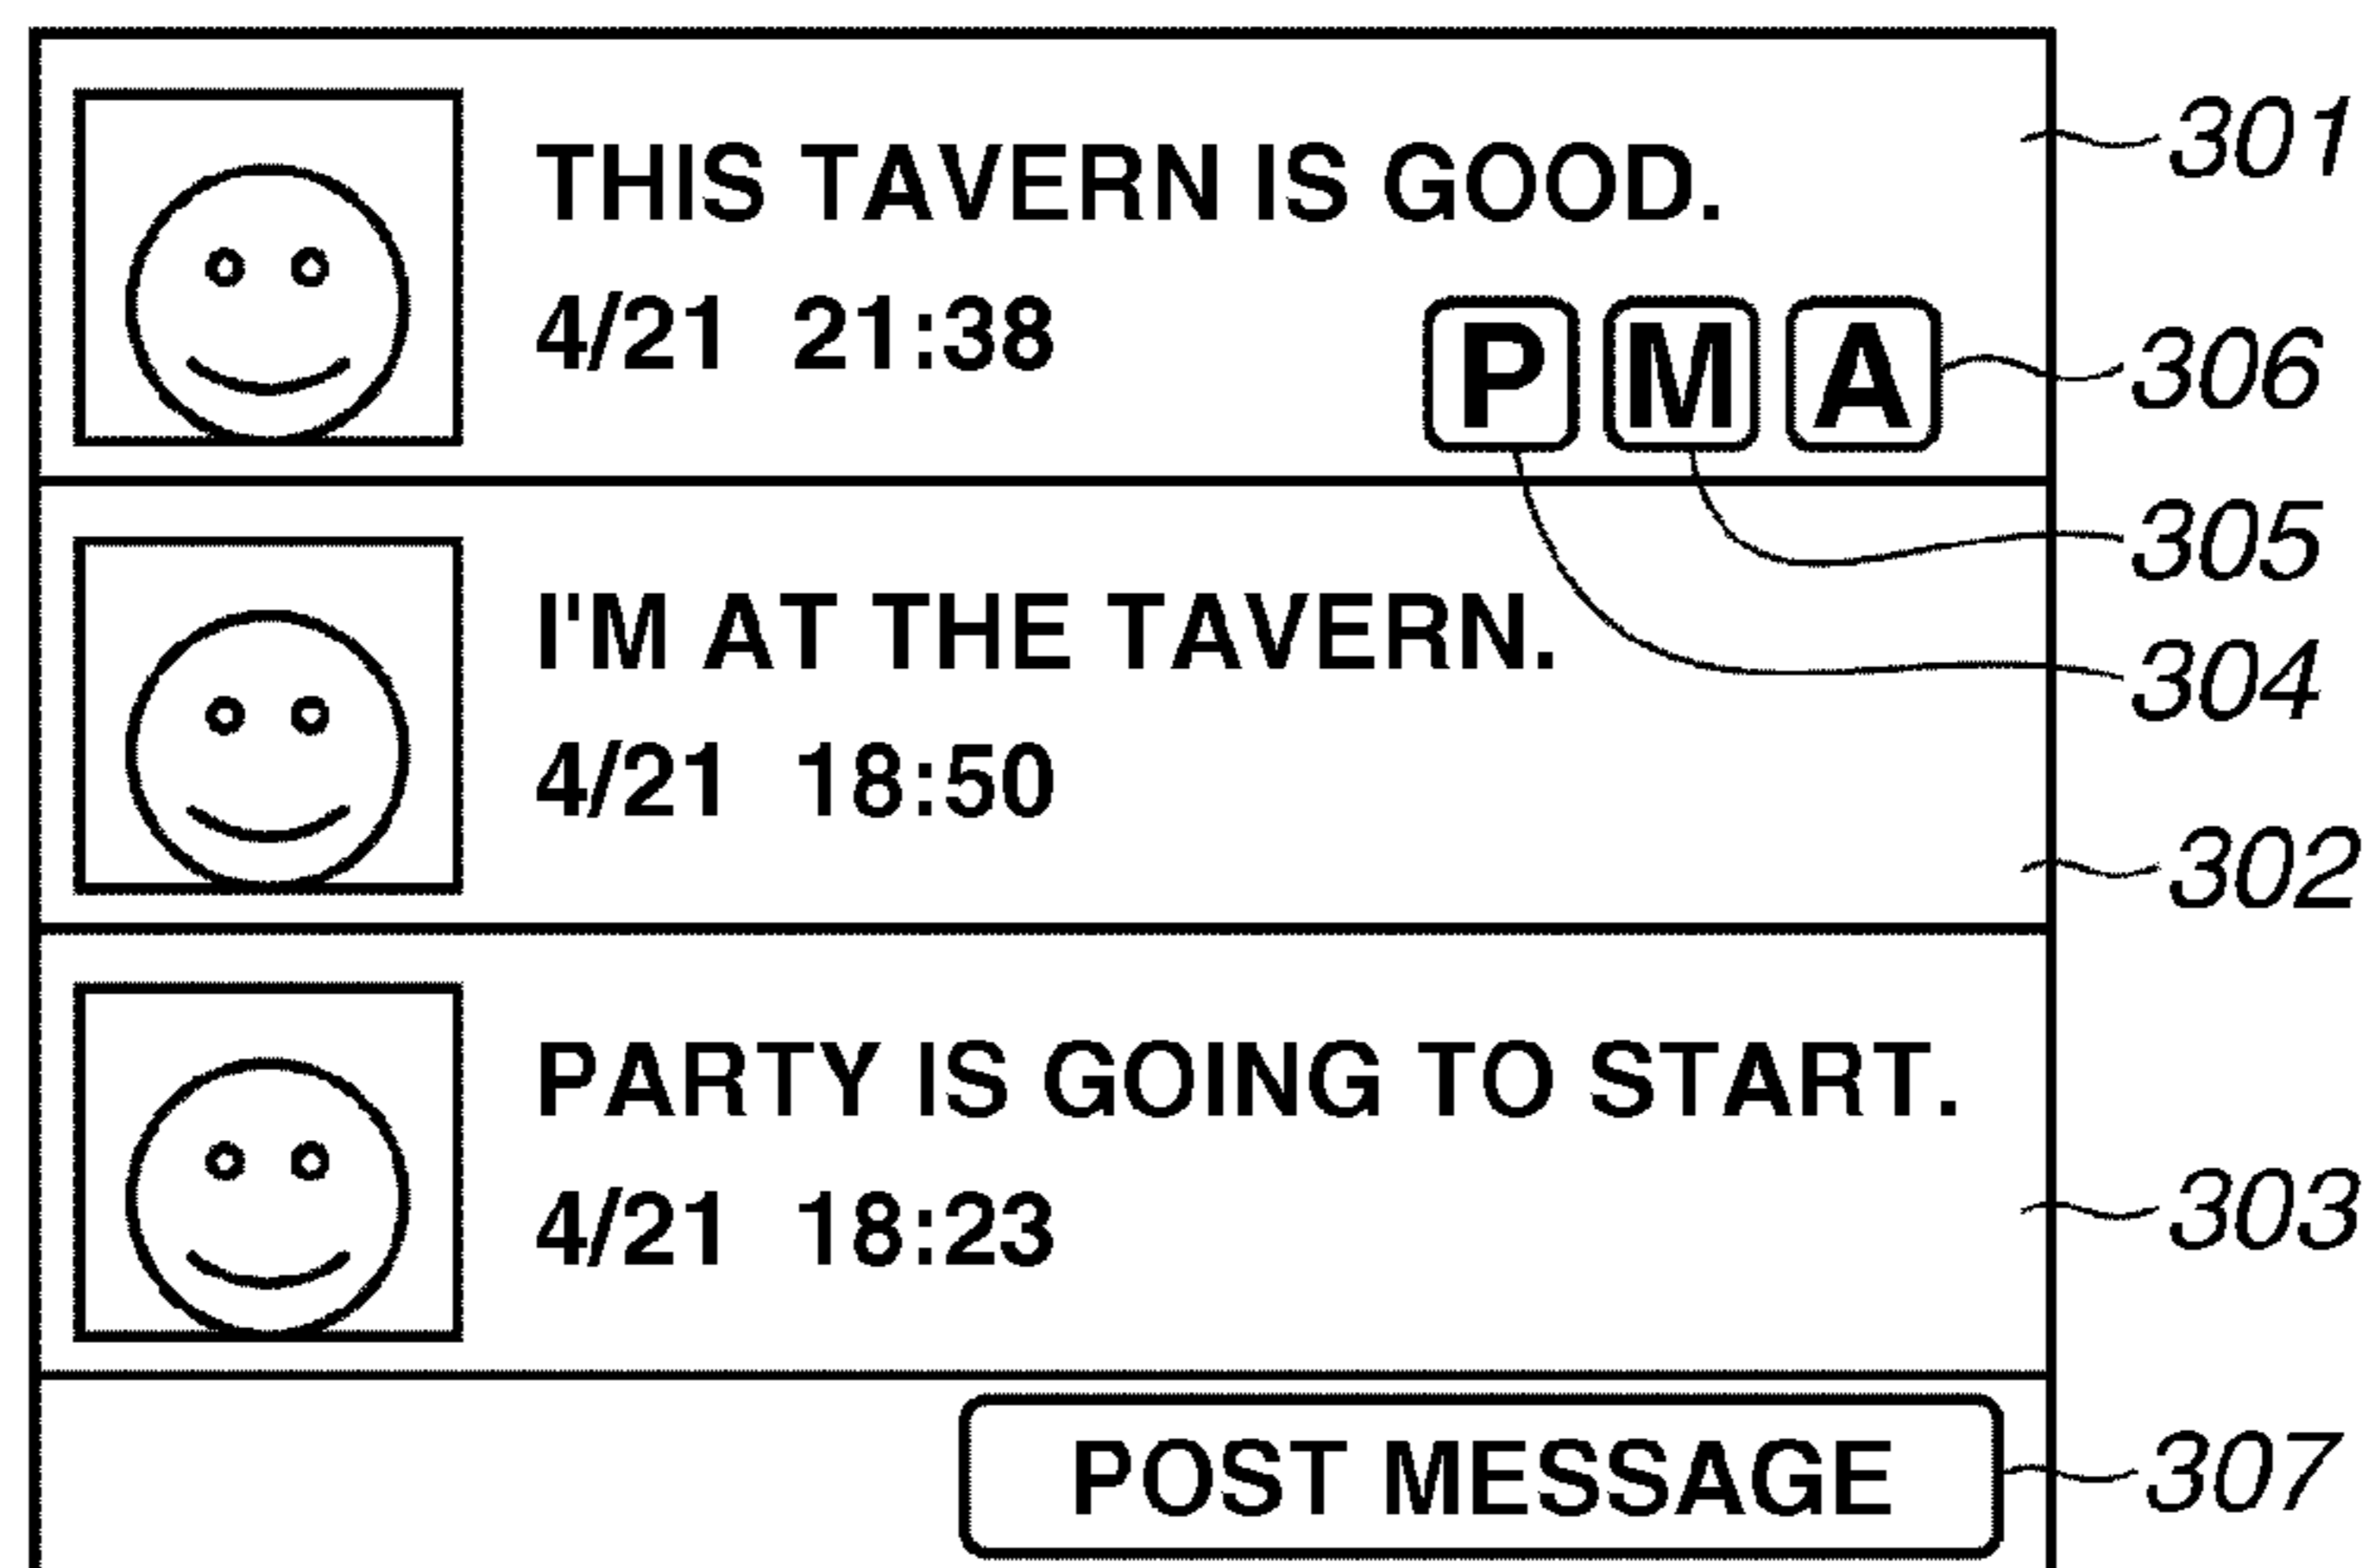 THIS TAVERN IS GOOD.
301
4/21 21:38
P M A
306
305
I'M AT THE TAVERN.
304
4/21 18:50
302
PARTY IS GOING TO START.
4/21 18:23
303
POST MESSAGE
307